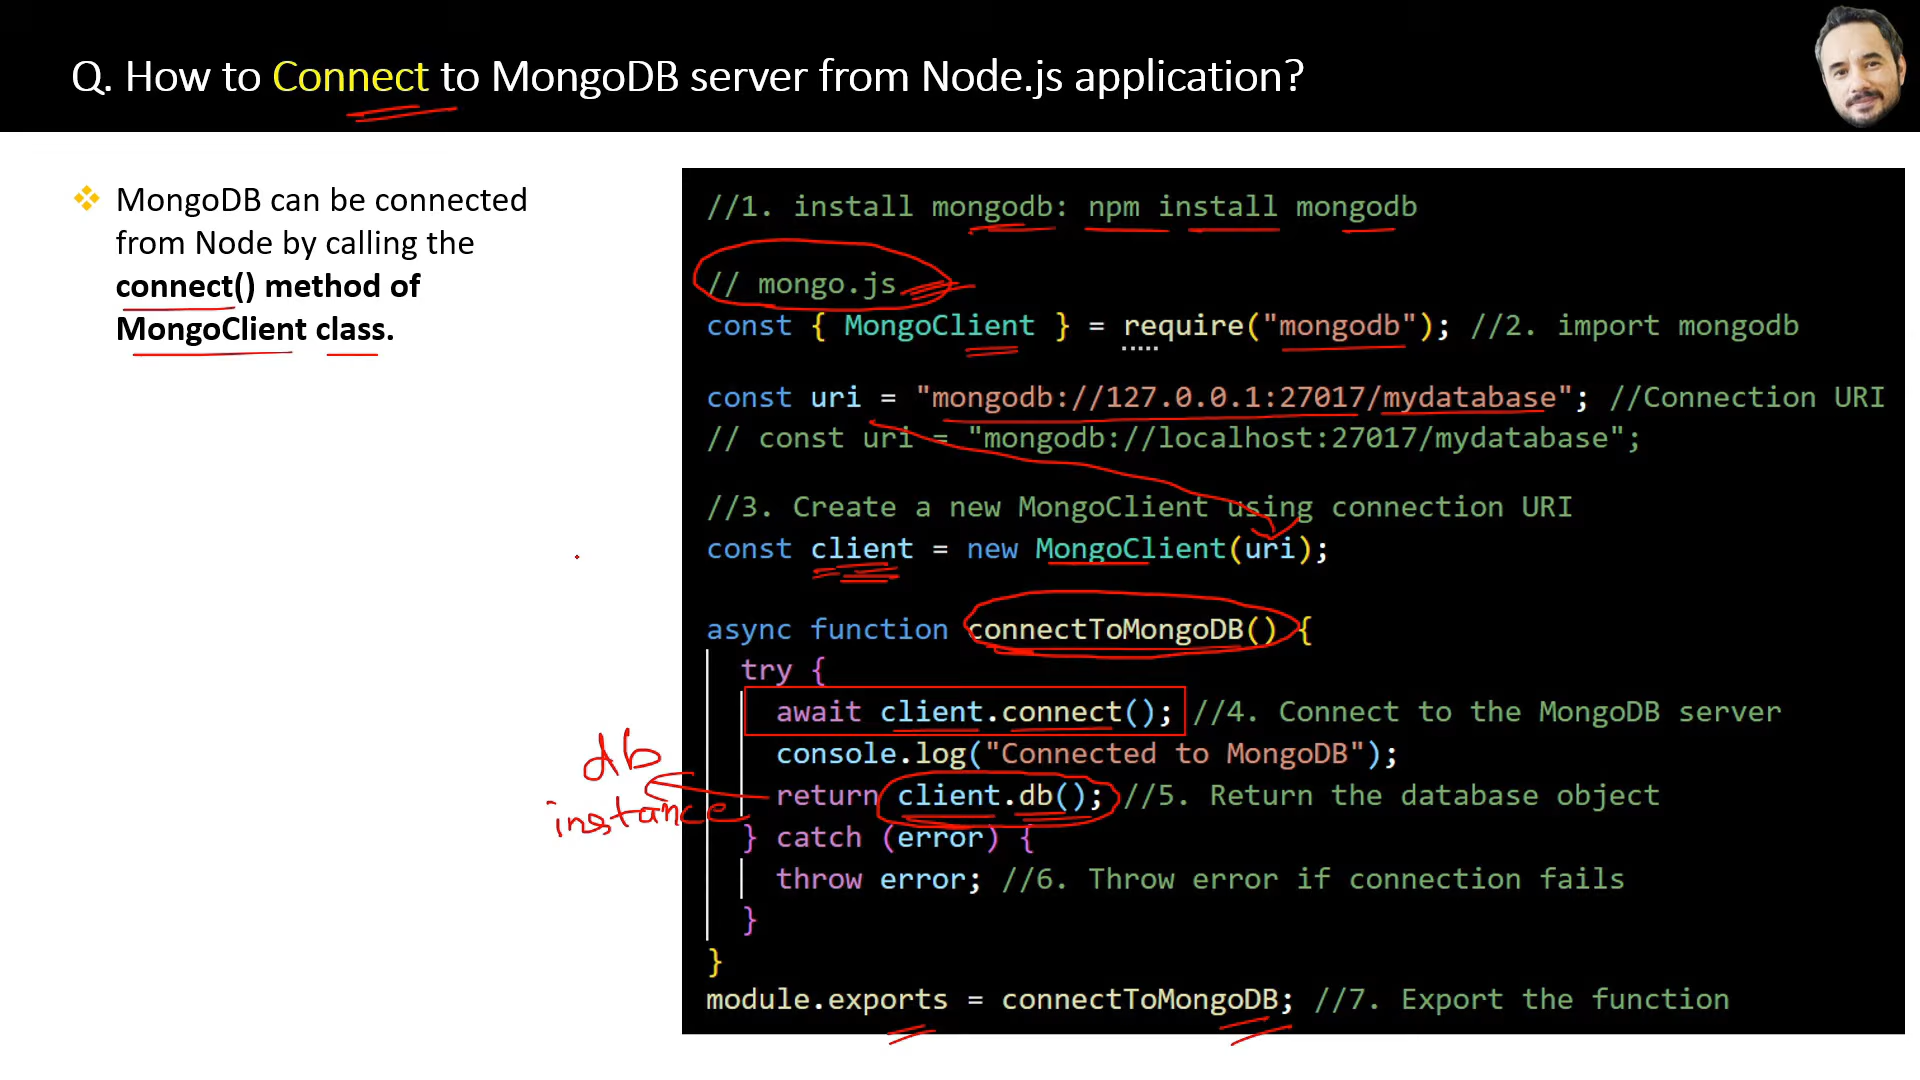 Q. How to Connect to MongoDB server from Node.js application?
MongoDB can be connected
from Node by calling the
connect() method of
MongoClient class.
//1. install mongodb: npm install mongodb
// mongo.js
const { MongoClient } = require("mongodb"); //2. import mongodb
const uri = "mongodb://127.0.0.1:27017/mydatabase"; //Connection URI
// const uri = "mongodb://localhost:27017/mydatabase";
//3. Create a new MongoClient using connection URI
const client = new MongoClient(uri);
async function connectToMongoDB() {
try {
await client.connect(); //4. Connect to the MongoDB server
console.log("Connected to MongoDB");
return client.db(); //5. Return the database object
} catch (error) {
throw error; //6. Throw error if connection fails
}
}
module.exports = connectToMongoDB; //7. Export the function
db
instance